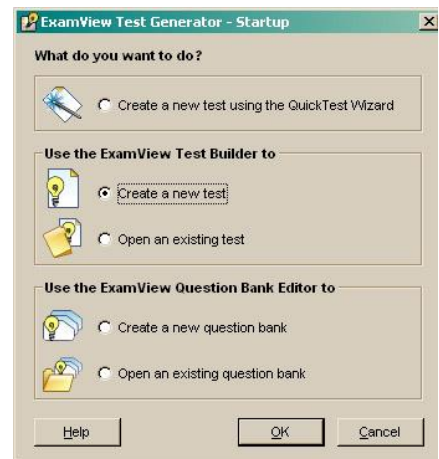 ExamView Test Generator - Startup
What do you want to do?
Create a new test using the QuickTest Wizard
Use the ExamView Test Builder to
Create a new test
Open an existing test
Use the ExamView Question Bank Editor to
Create a new question bank
Open an existing question bank
Help OK Cancel